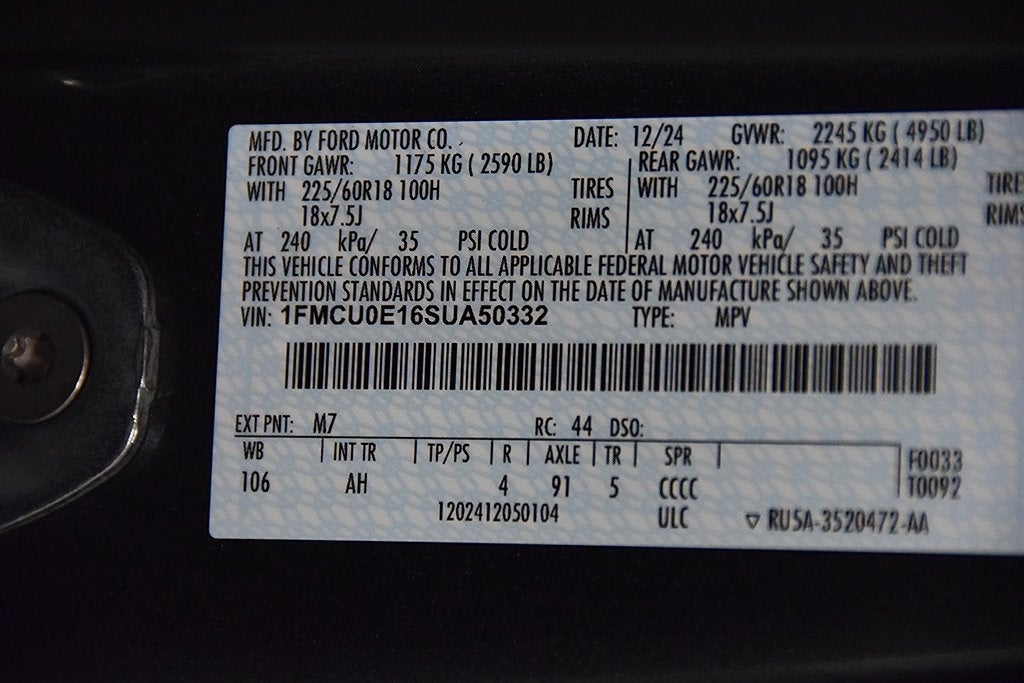 MFD. BY FORD MOTOR CO. DATE: 12/24 GVWR: 2245 KG ( 4950 LB)
FRONT GAWR: 1175 KG ( 2590 LB) REAR GAWR: 1095 KG ( 2414 LB)
WITH 225/60R18 100H TIRES WITH 225/60R18 100H TIRE
18x7.5J RIMS 18x7.5J RIMS
AT 240 kPa/ 35 PSI COLD AT 240 kPa/ 35 PSI COLD
THIS VEHICLE CONFORMS TO ALL APPLICABLE FEDERAL MOTOR VEHICLE SAFETY AND THEFT
PREVENTION STANDARDS IN EFFECT ON THE DATE OF MANUFACTURE SHOWN ABOVE.
VIN: 1FMCU0E16SUA50332 TYPE: MPV
EXT PNT: M7 RC: 44 DSO:
WB INT TR TP/PS R AXLE TR SPR F0033
106 AH 4 91 5 CCCC T0092
1202412050104 ULC ▽ RU5A-3520472-AA